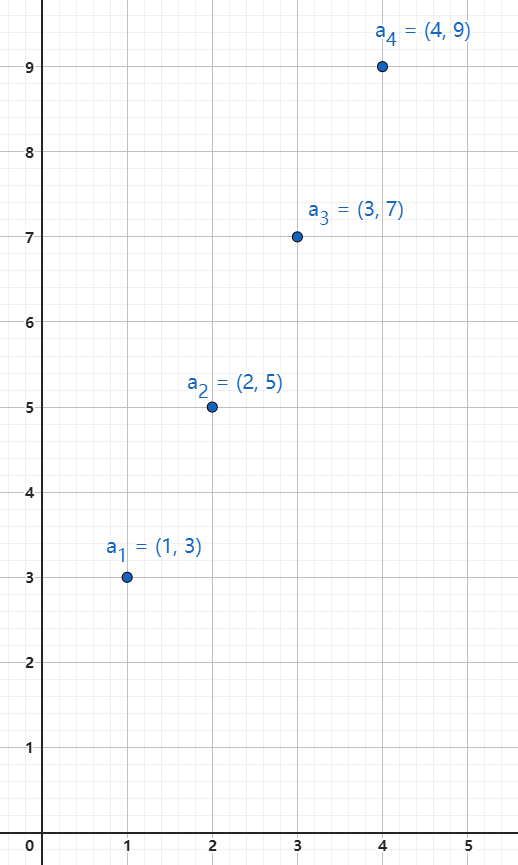 a4 = (4, 9)
9
8
a3 = (3, 7)
7
6
a2 = (2, 5)
5
4
a1 = (1, 3)
3
2
1
0 1 2 3 4 5